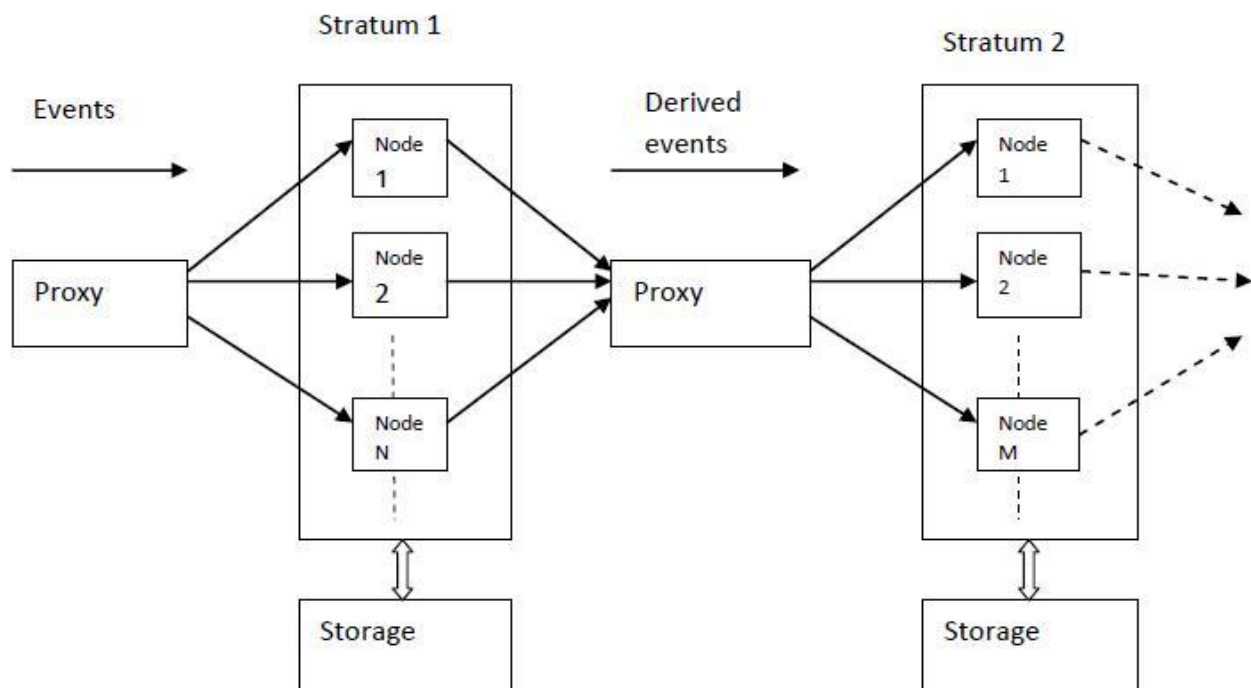 Stratum 1
Stratum 2
Events
Derived
events
Node
1
Node
1
Proxy
Node
2
Proxy
Node
2
Node
N
Node
M
Storage
Storage